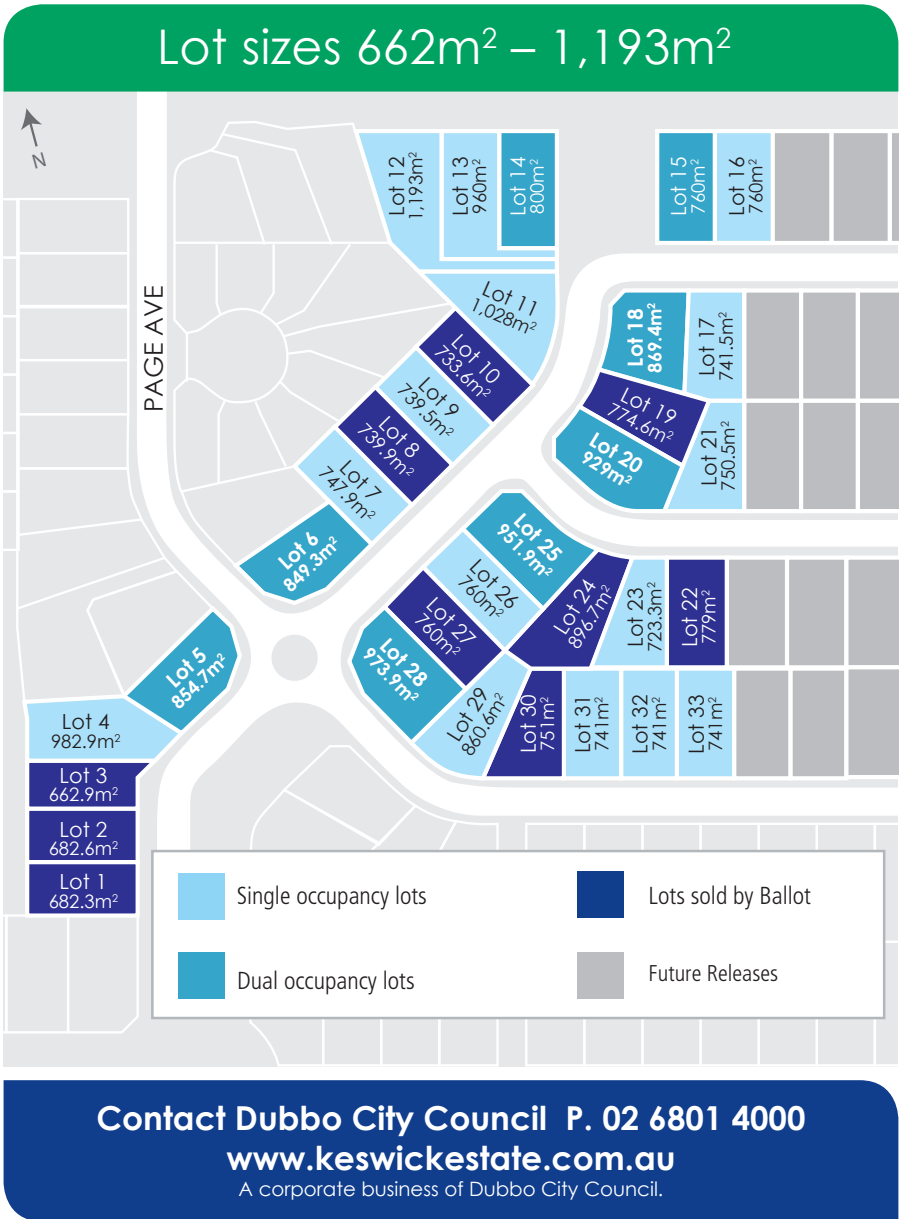 Lot sizes 662m² – 1,193m²
N
PAGE AVE
Lot 12
1,193m²
Lot 13
960m²
Lot 14
800m²
Lot 15
760m²
Lot 16
760m²
Lot 11
1,028m²
Lot 10
733.6m²
Lot 9
739.5m²
Lot 8
739.9m²
Lot 7
747.9m²
Lot 6
849.3m²
Lot 18
869.4m²
Lot 17
741.5m²
Lot 19
774.6m²
Lot 20
929m²
Lot 21
750.5m²
Lot 25
951.9m²
Lot 26
760m²
Lot 27
760m²
Lot 28
973.9m²
Lot 24
896.7m²
Lot 23
723.3m²
Lot 22
779m²
Lot 29
860.6m²
Lot 30
751m²
Lot 31
741m²
Lot 32
741m²
Lot 33
741m²
Lot 5
854.7m²
Lot 4
982.9m²
Lot 3
662.9m²
Lot 2
682.6m²
Lot 1
682.3m²
Single occupancy lots
Lots sold by Ballot
Dual occupancy lots
Future Releases
Contact Dubbo City Council  P. 02 6801 4000
www.keswickestate.com.au
A corporate business of Dubbo City Council.